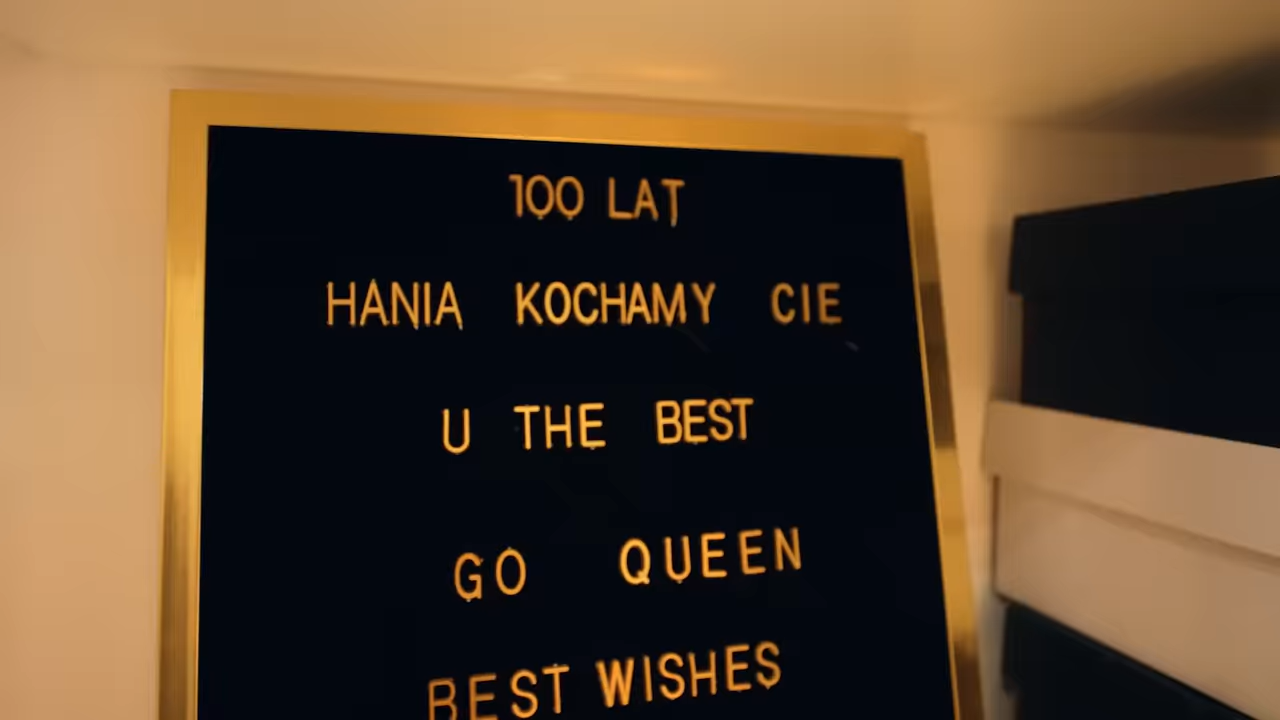 100 LAT
HANIA KOCHAMY CIE
U THE BEST
GO QUEEN
BEST WISHES